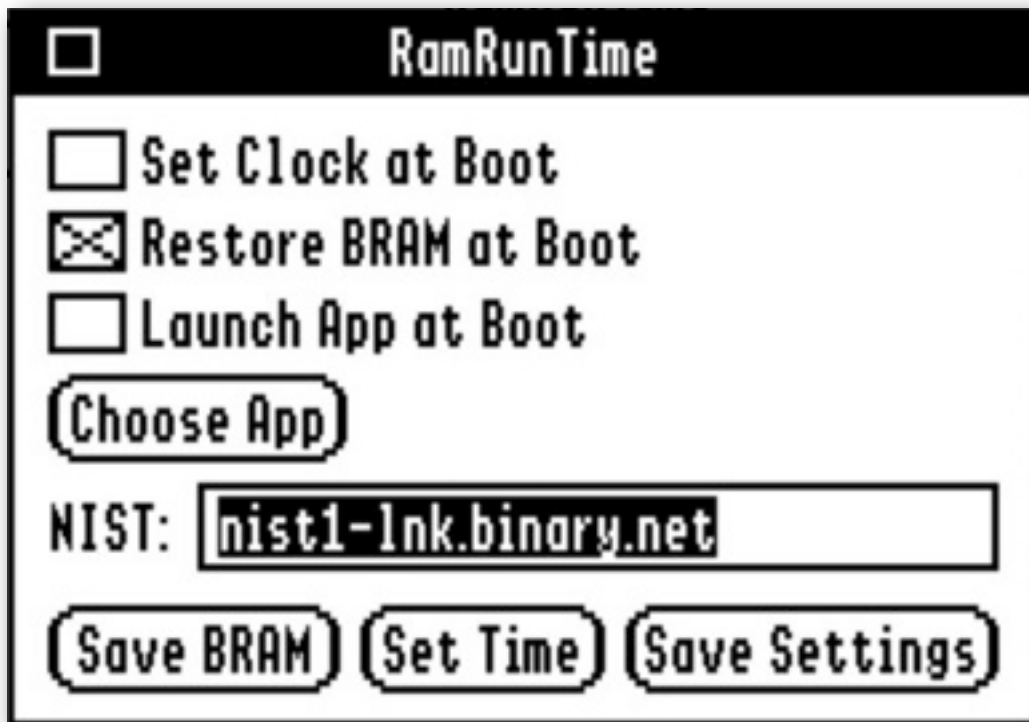 RamRunTime
Set Clock at Boot
Restore BRAM at Boot
Launch App at Boot
Choose App
NIST: nist1-lnk.binary.net
Save BRAM Set Time Save Settings